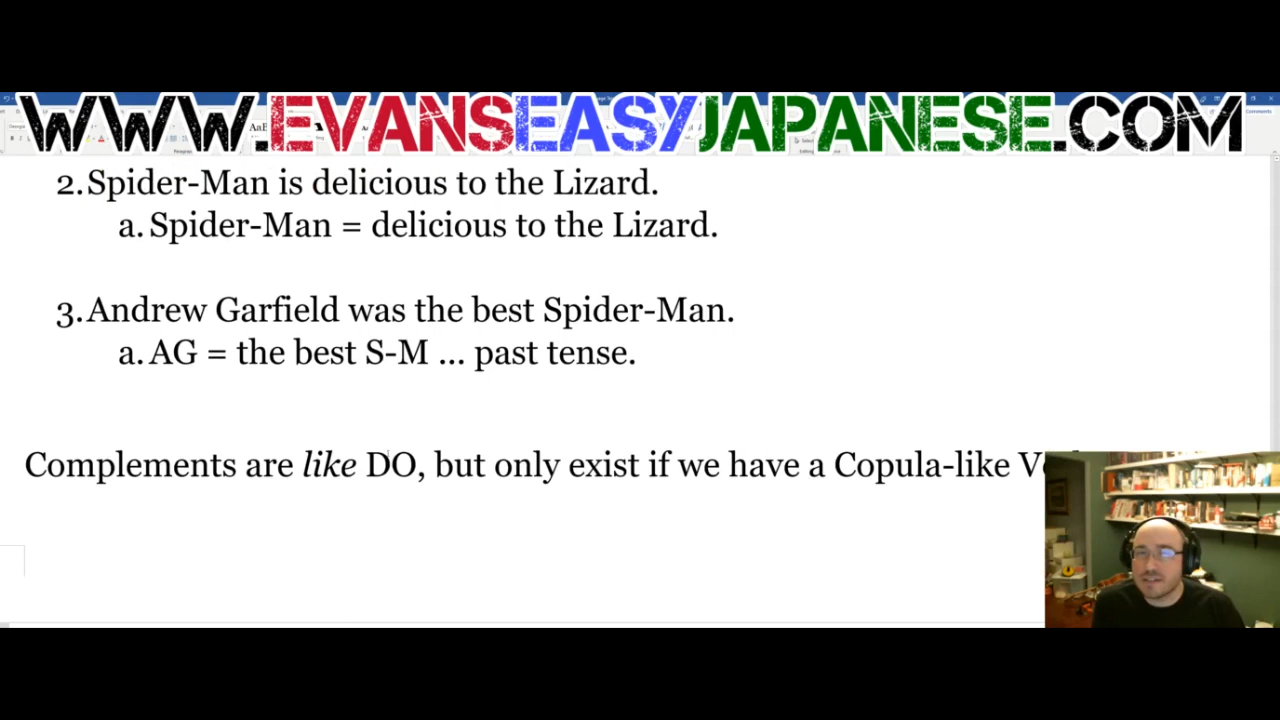 WWW.EVANSEASYJAPANESE.COM
2. Spider-Man is delicious to the Lizard.
a. Spider-Man = delicious to the Lizard.
3. Andrew Garfield was the best Spider-Man.
a. AG = the best S-M ... past tense.
Complements are like DO, but only exist if we have a Copula-like